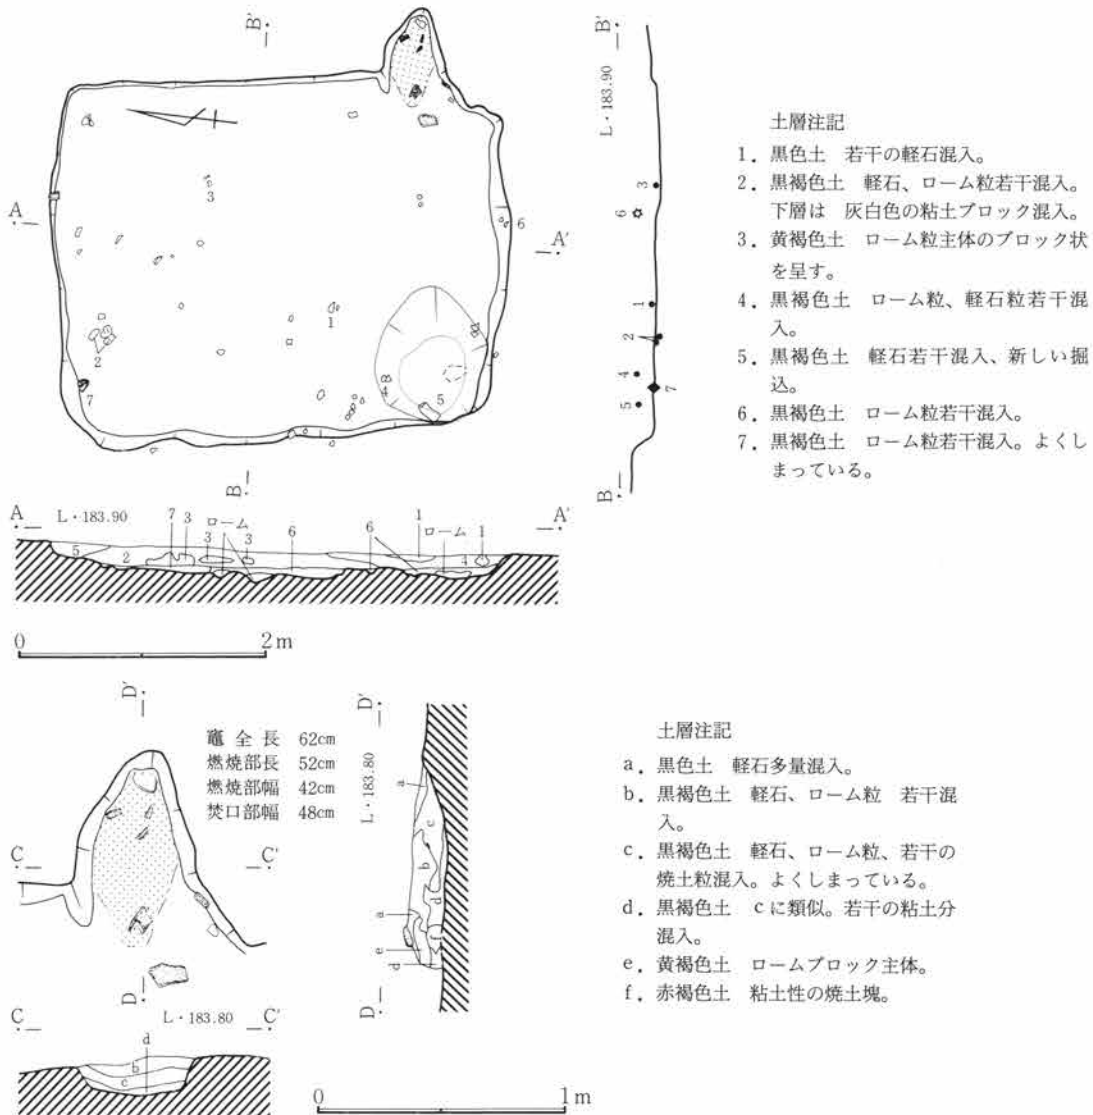 B B′
B B′
L・183.90
A A′
3
6
1
2
7
8
4
5
3
6
1
2
4
7
5
土層注記
1．黒色土　若干の軽石混入。
2．黒褐色土　軽石、ローム粒若干混入。
下層は　灰白色の粘土ブロック混入。
3．黄褐色土　ローム粒主体のブロック状
を呈す。
4．黒褐色土　ローム粒、軽石粒若干混
入。
5．黒褐色土　軽石若干混入、新しい掘
込。
6．黒褐色土　ローム粒若干混入。
7．黒褐色土　ローム粒若干混入。よくし
まっている。
A L・183.90 A′
7 3 ローム 6 6 1 ローム 1
5 2 3 3 4
0 2m
D′
D
C C′
竈全長　62cm
燃焼部長　52cm
燃焼部幅　42cm
焚口部幅　48cm
D′
L・183.80
a
c
b
d
a
f
e
d
D
土層注記
a．黒色土　軽石多量混入。
b．黒褐色土　軽石、ローム粒　若干混
入。
c．黒褐色土　軽石、ローム粒、若干の
焼土粒混入。よくしまっている。
d．黒褐色土　cに類似。若干の粘土分
混入。
e．黄褐色土　ロームブロック主体。
f．赤褐色土　粘土性の焼土塊。
C L・183.80 C′
d
b
c
0 1m